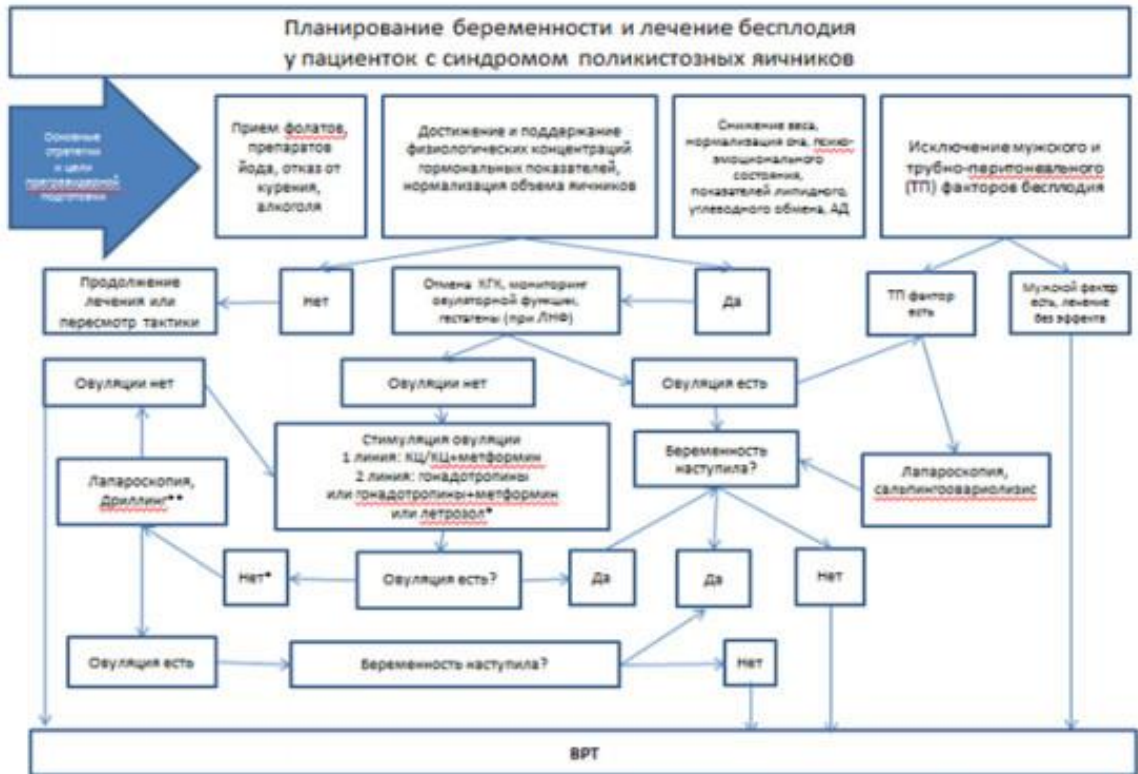 Планирование беременности и лечение бесплодия
у пациенток с синдромом поликистозных яичников
Основные
стратегии
и цели
прегравидарной
подготовки
Прием фолатов,
препаратов
йода, отказ от
курения,
алкоголя
Достижение и поддержание
физиологических концентраций
гормональных показателей,
нормализация объема яичников
Снижение веса,
нормализация сна, психо-
эмоционального
состояния,
показателей липидного,
углеводного обмена, АД
Исключение мужского и
трубно-перитонеального
(ТП) факторов бесплодия
Продолжение
лечения или
пересмотр тактики
Нет
Отмена КГК, мониторинг
овуляторной функции,
гестагены (при ЛНФ)
Да
ТП фактор
есть
Мужской фактор
есть, лечение
без эффекта
Овуляции нет
Овуляции нет
Овуляция есть
Стимуляция овуляции
1 линия: КЦ/КЦ+метформин
2 линия: гонадотропины
или гонадотропины+метформин
или летрозол*
Беременность
наступила?
Лапароскопия,
Дриллинг**
Лапароскопия,
сальпингоовариолизис
Нет*
Овуляция есть?
Да
Да
Нет
Овуляция есть
Беременность наступила?
Нет
ВРТ